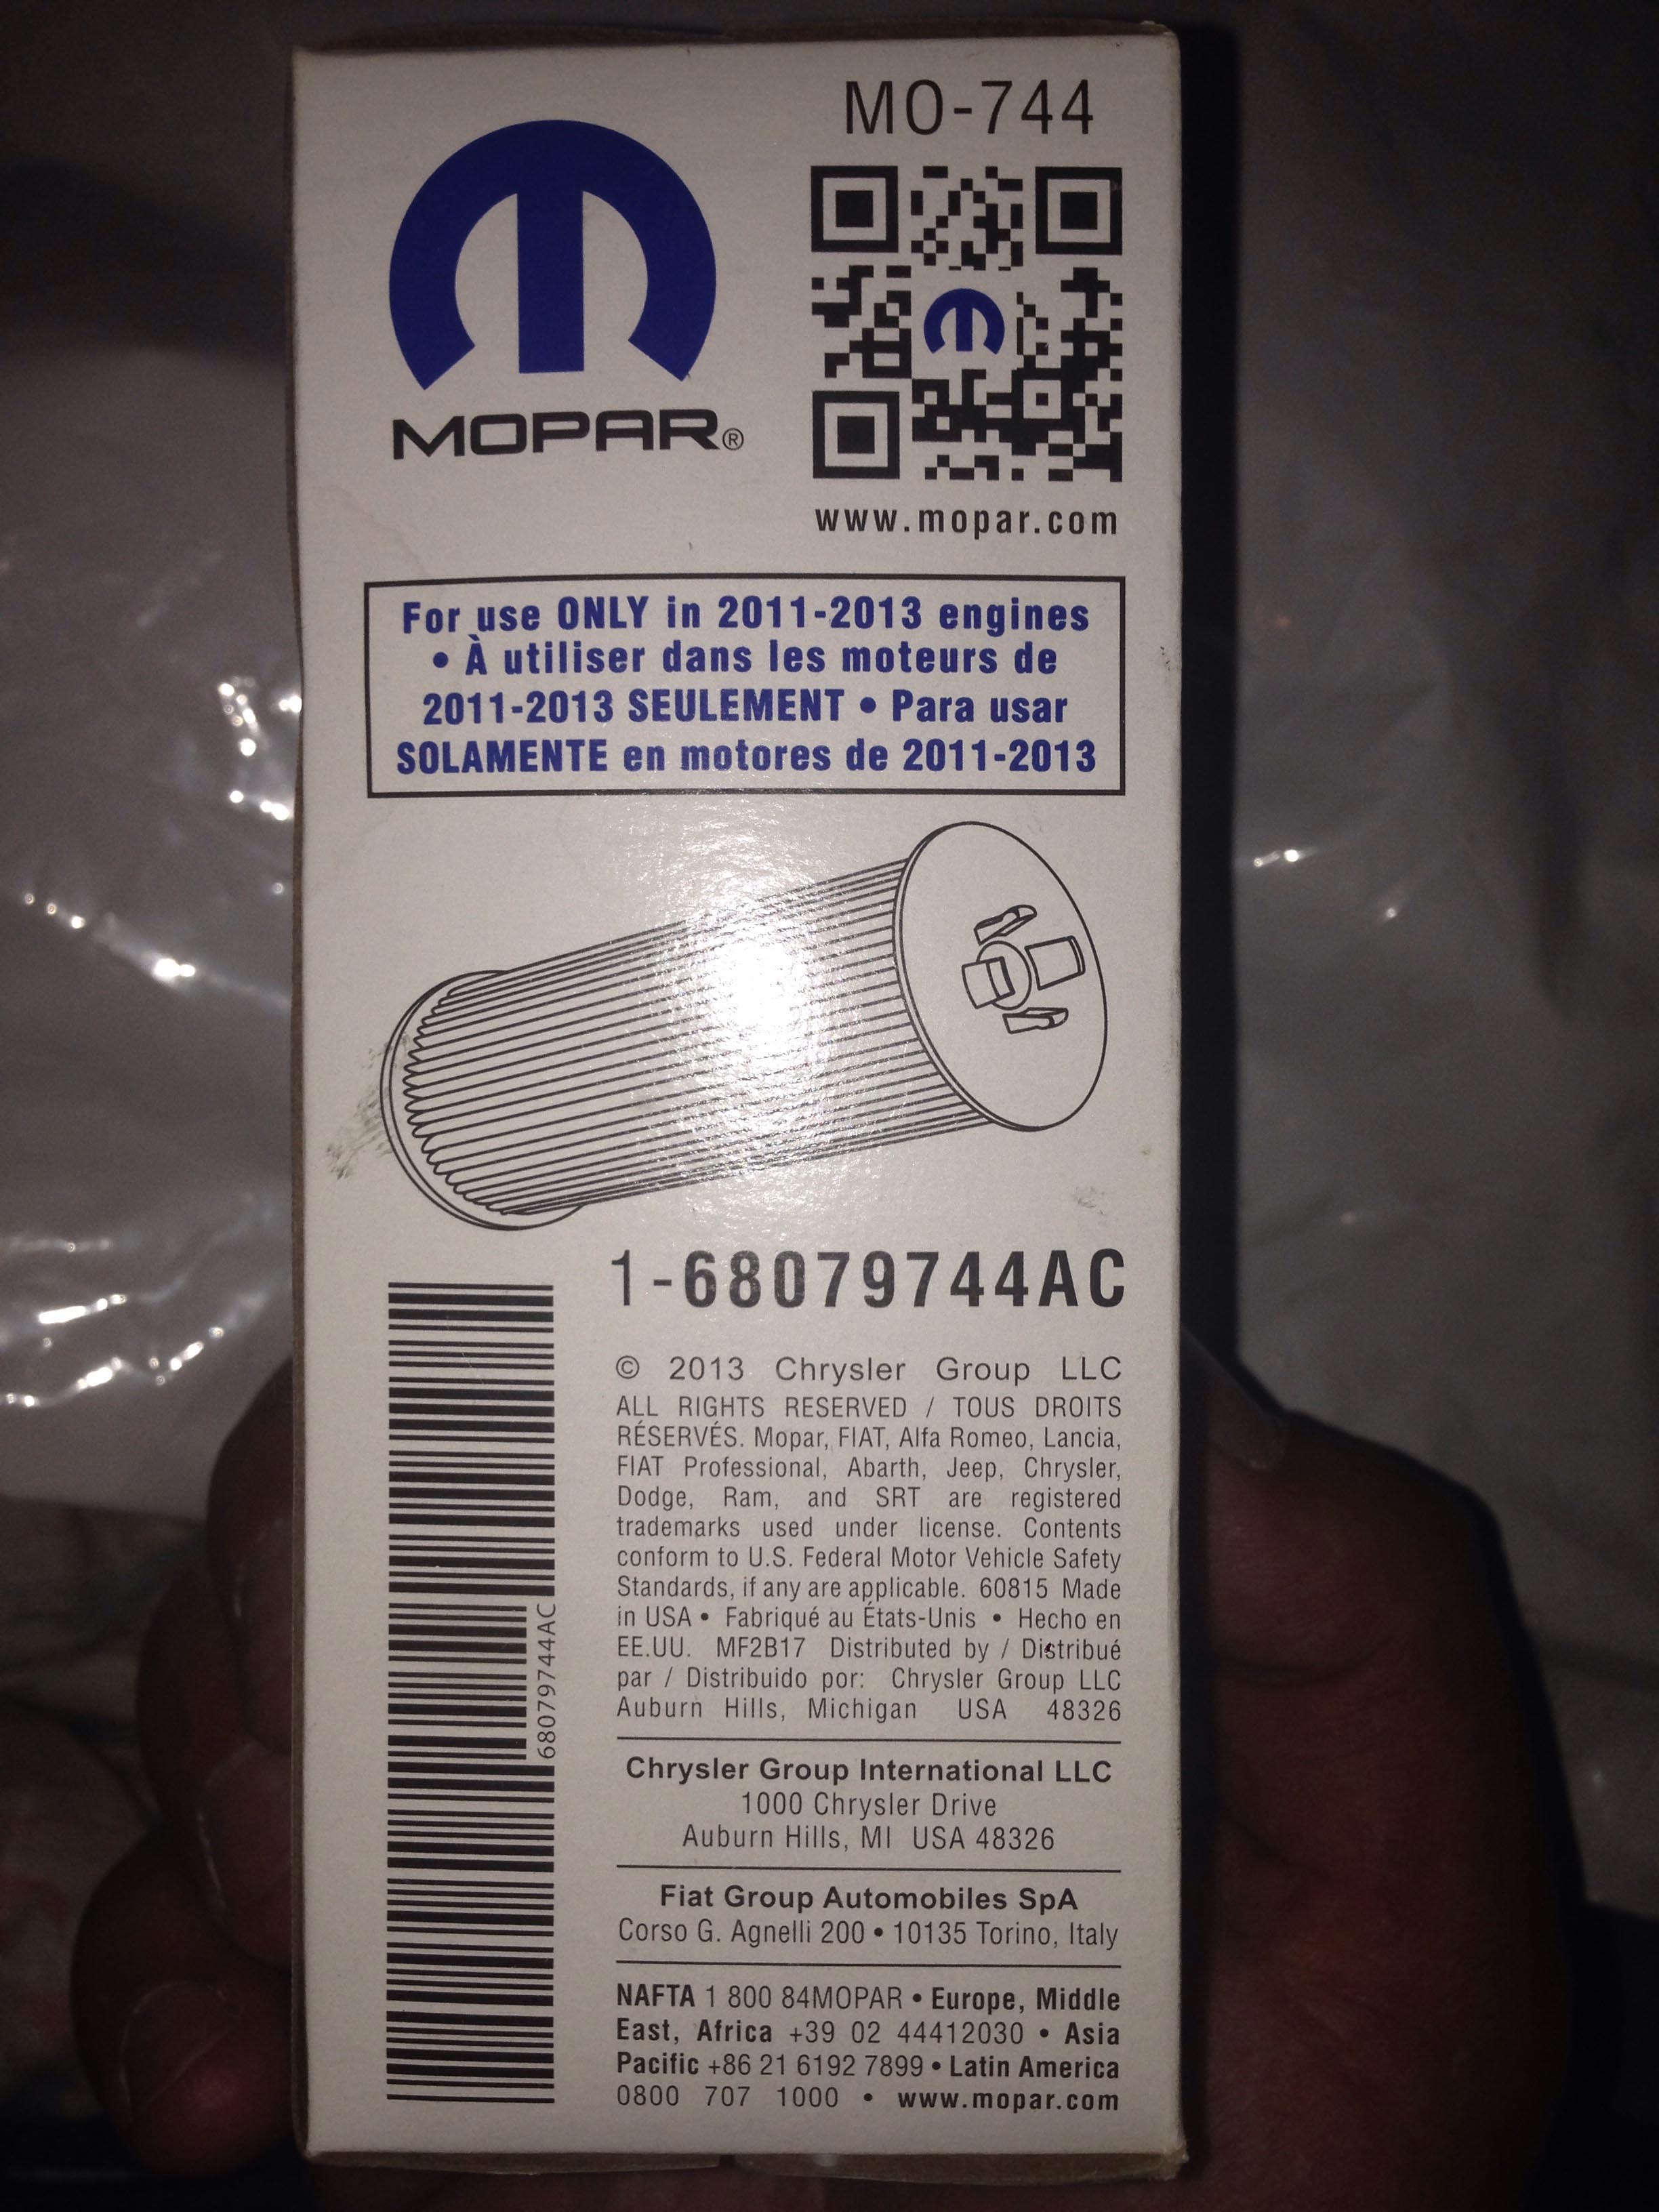 MO-744
MOPAR®
www.mopar.com
For use ONLY in 2011-2013 engines
• À utiliser dans les moteurs de
2011-2013 SEULEMENT • Para usar
SOLAMENTE en motores de 2011-2013
1-68079744AC
68079744AC
© 2013 Chrysler Group LLC
ALL RIGHTS RESERVED / TOUS DROITS
RÉSERVÉS. Mopar, FIAT, Alfa Romeo, Lancia,
FIAT Professional, Abarth, Jeep, Chrysler,
Dodge, Ram, and SRT are registered
trademarks used under license. Contents
conform to U.S. Federal Motor Vehicle Safety
Standards, if any are applicable. 60815 Made
in USA • Fabriqué au États-Unis • Hecho en
EE.UU. MF2B17 Distributed by / Distribué
par / Distribuido por: Chrysler Group LLC
Auburn Hills, Michigan USA 48326
Chrysler Group International LLC
1000 Chrysler Drive
Auburn Hills, MI USA 48326
Fiat Group Automobiles SpA
Corso G. Agnelli 200 • 10135 Torino, Italy
NAFTA 1 800 84MOPAR • Europe, Middle
East, Africa +39 02 44412030 • Asia
Pacific +86 21 6192 7899 • Latin America
0800 707 1000 • www.mopar.com